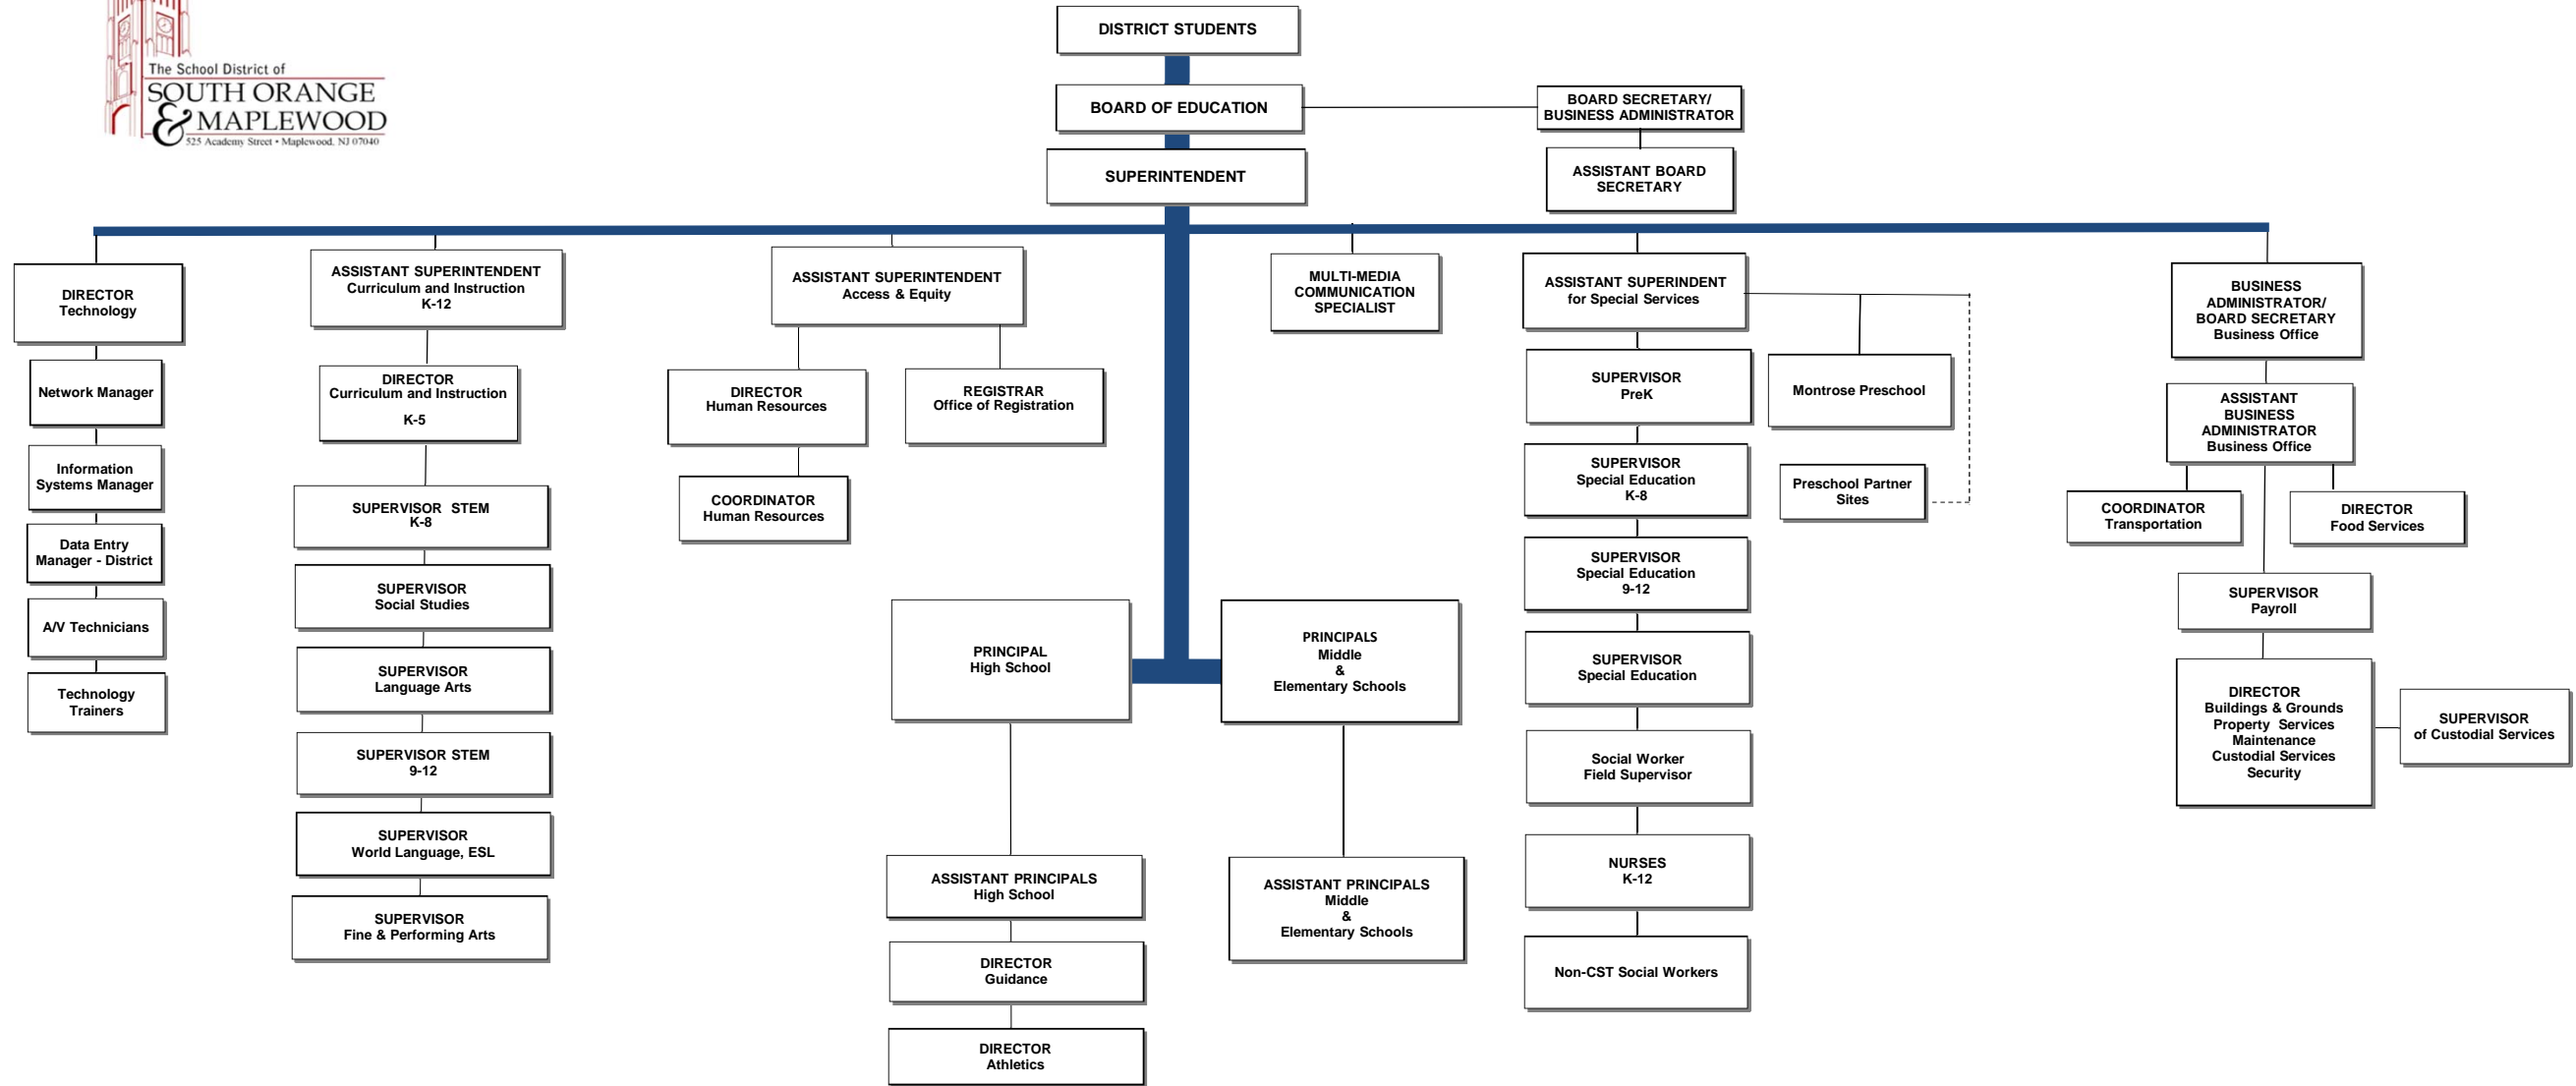 The School District of
SOUTH ORANGE
& MAPLEWOOD
525 Academy Street • Maplewood, NJ 07040
DISTRICT STUDENTS
BOARD OF EDUCATION
BOARD SECRETARY/
BUSINESS ADMINISTRATOR
SUPERINTENDENT
ASSISTANT BOARD
SECRETARY
DIRECTOR
Technology
Network Manager
Information
Systems Manager
Data Entry
Manager - District
A/V Technicians
Technology
Trainers
ASSISTANT SUPERINTENDENT
Curriculum and Instruction
K-12
DIRECTOR
Curriculum and Instruction
K-5
SUPERVISOR STEM
K-8
SUPERVISOR
Social Studies
SUPERVISOR
Language Arts
SUPERVISOR STEM
9-12
SUPERVISOR
World Language, ESL
SUPERVISOR
Fine & Performing Arts
ASSISTANT SUPERINTENDENT
Access & Equity
DIRECTOR
Human Resources
REGISTRAR
Office of Registration
COORDINATOR
Human Resources
PRINCIPAL
High School
ASSISTANT PRINCIPALS
High School
DIRECTOR
Guidance
DIRECTOR
Athletics
PRINCIPALS
Middle
&
Elementary Schools
ASSISTANT PRINCIPALS
Middle
&
Elementary Schools
MULTI-MEDIA
COMMUNICATION
SPECIALIST
ASSISTANT SUPERINDENT
for Special Services
SUPERVISOR
PreK
SUPERVISOR
Special Education
K-8
SUPERVISOR
Special Education
9-12
SUPERVISOR
Special Education
Social Worker
Field Supervisor
NURSES
K-12
Non-CST Social Workers
Montrose Preschool
Preschool Partner
Sites
BUSINESS
ADMINISTRATOR/
BOARD SECRETARY
Business Office
ASSISTANT
BUSINESS
ADMINISTRATOR
Business Office
COORDINATOR
Transportation
DIRECTOR
Food Services
SUPERVISOR
Payroll
DIRECTOR
Buildings & Grounds
Property Services
Maintenance
Custodial Services
Security
SUPERVISOR
of Custodial Services